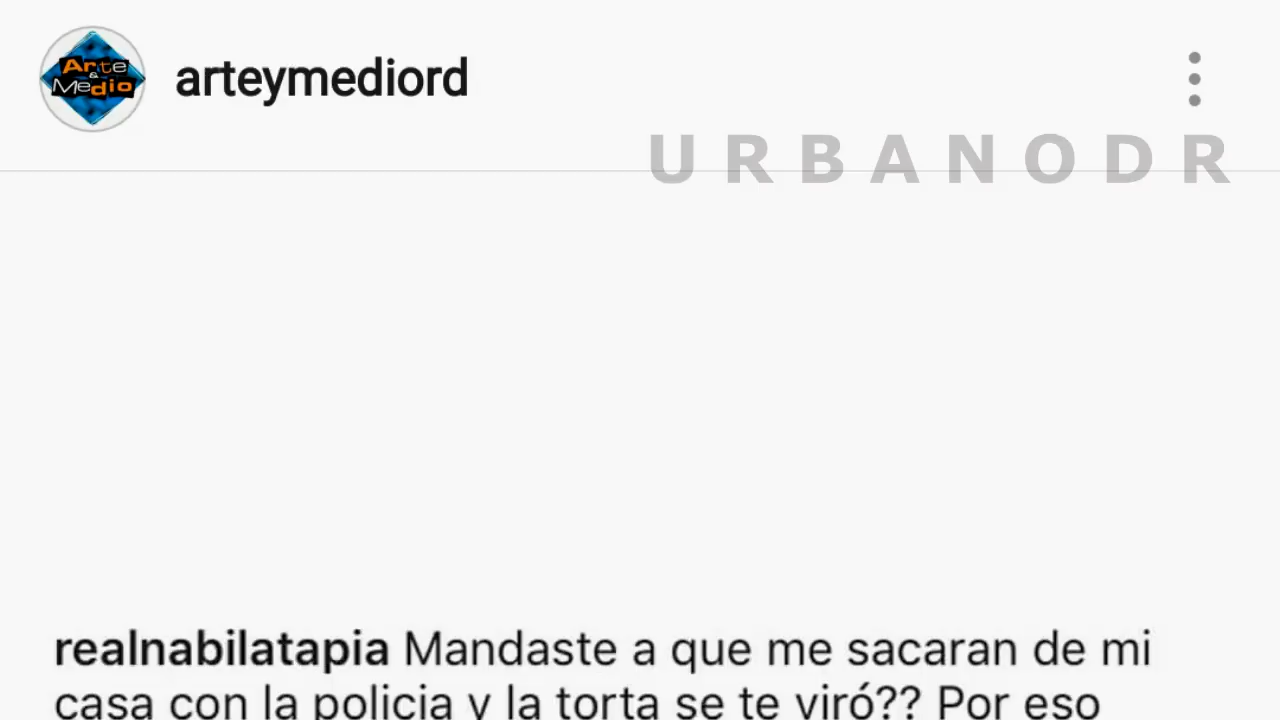 Arte
&
Medio
arteymediord
URBANODR
realnabilatapia Mandaste a que me sacaran de mi
casa con la policia y la torta se te viró?? Por eso